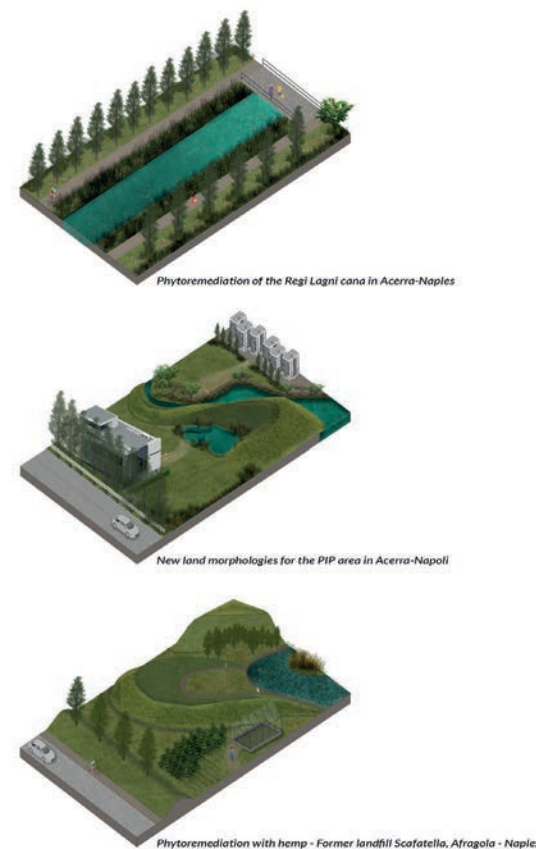 Phytoremediation of the Regi Lagni cana in Acerra-Naples
New land morphologies for the PIP area in Acerra-Napoli
Phytoremediation with hemp - Former landfill Scafatella, Afragola - Naples